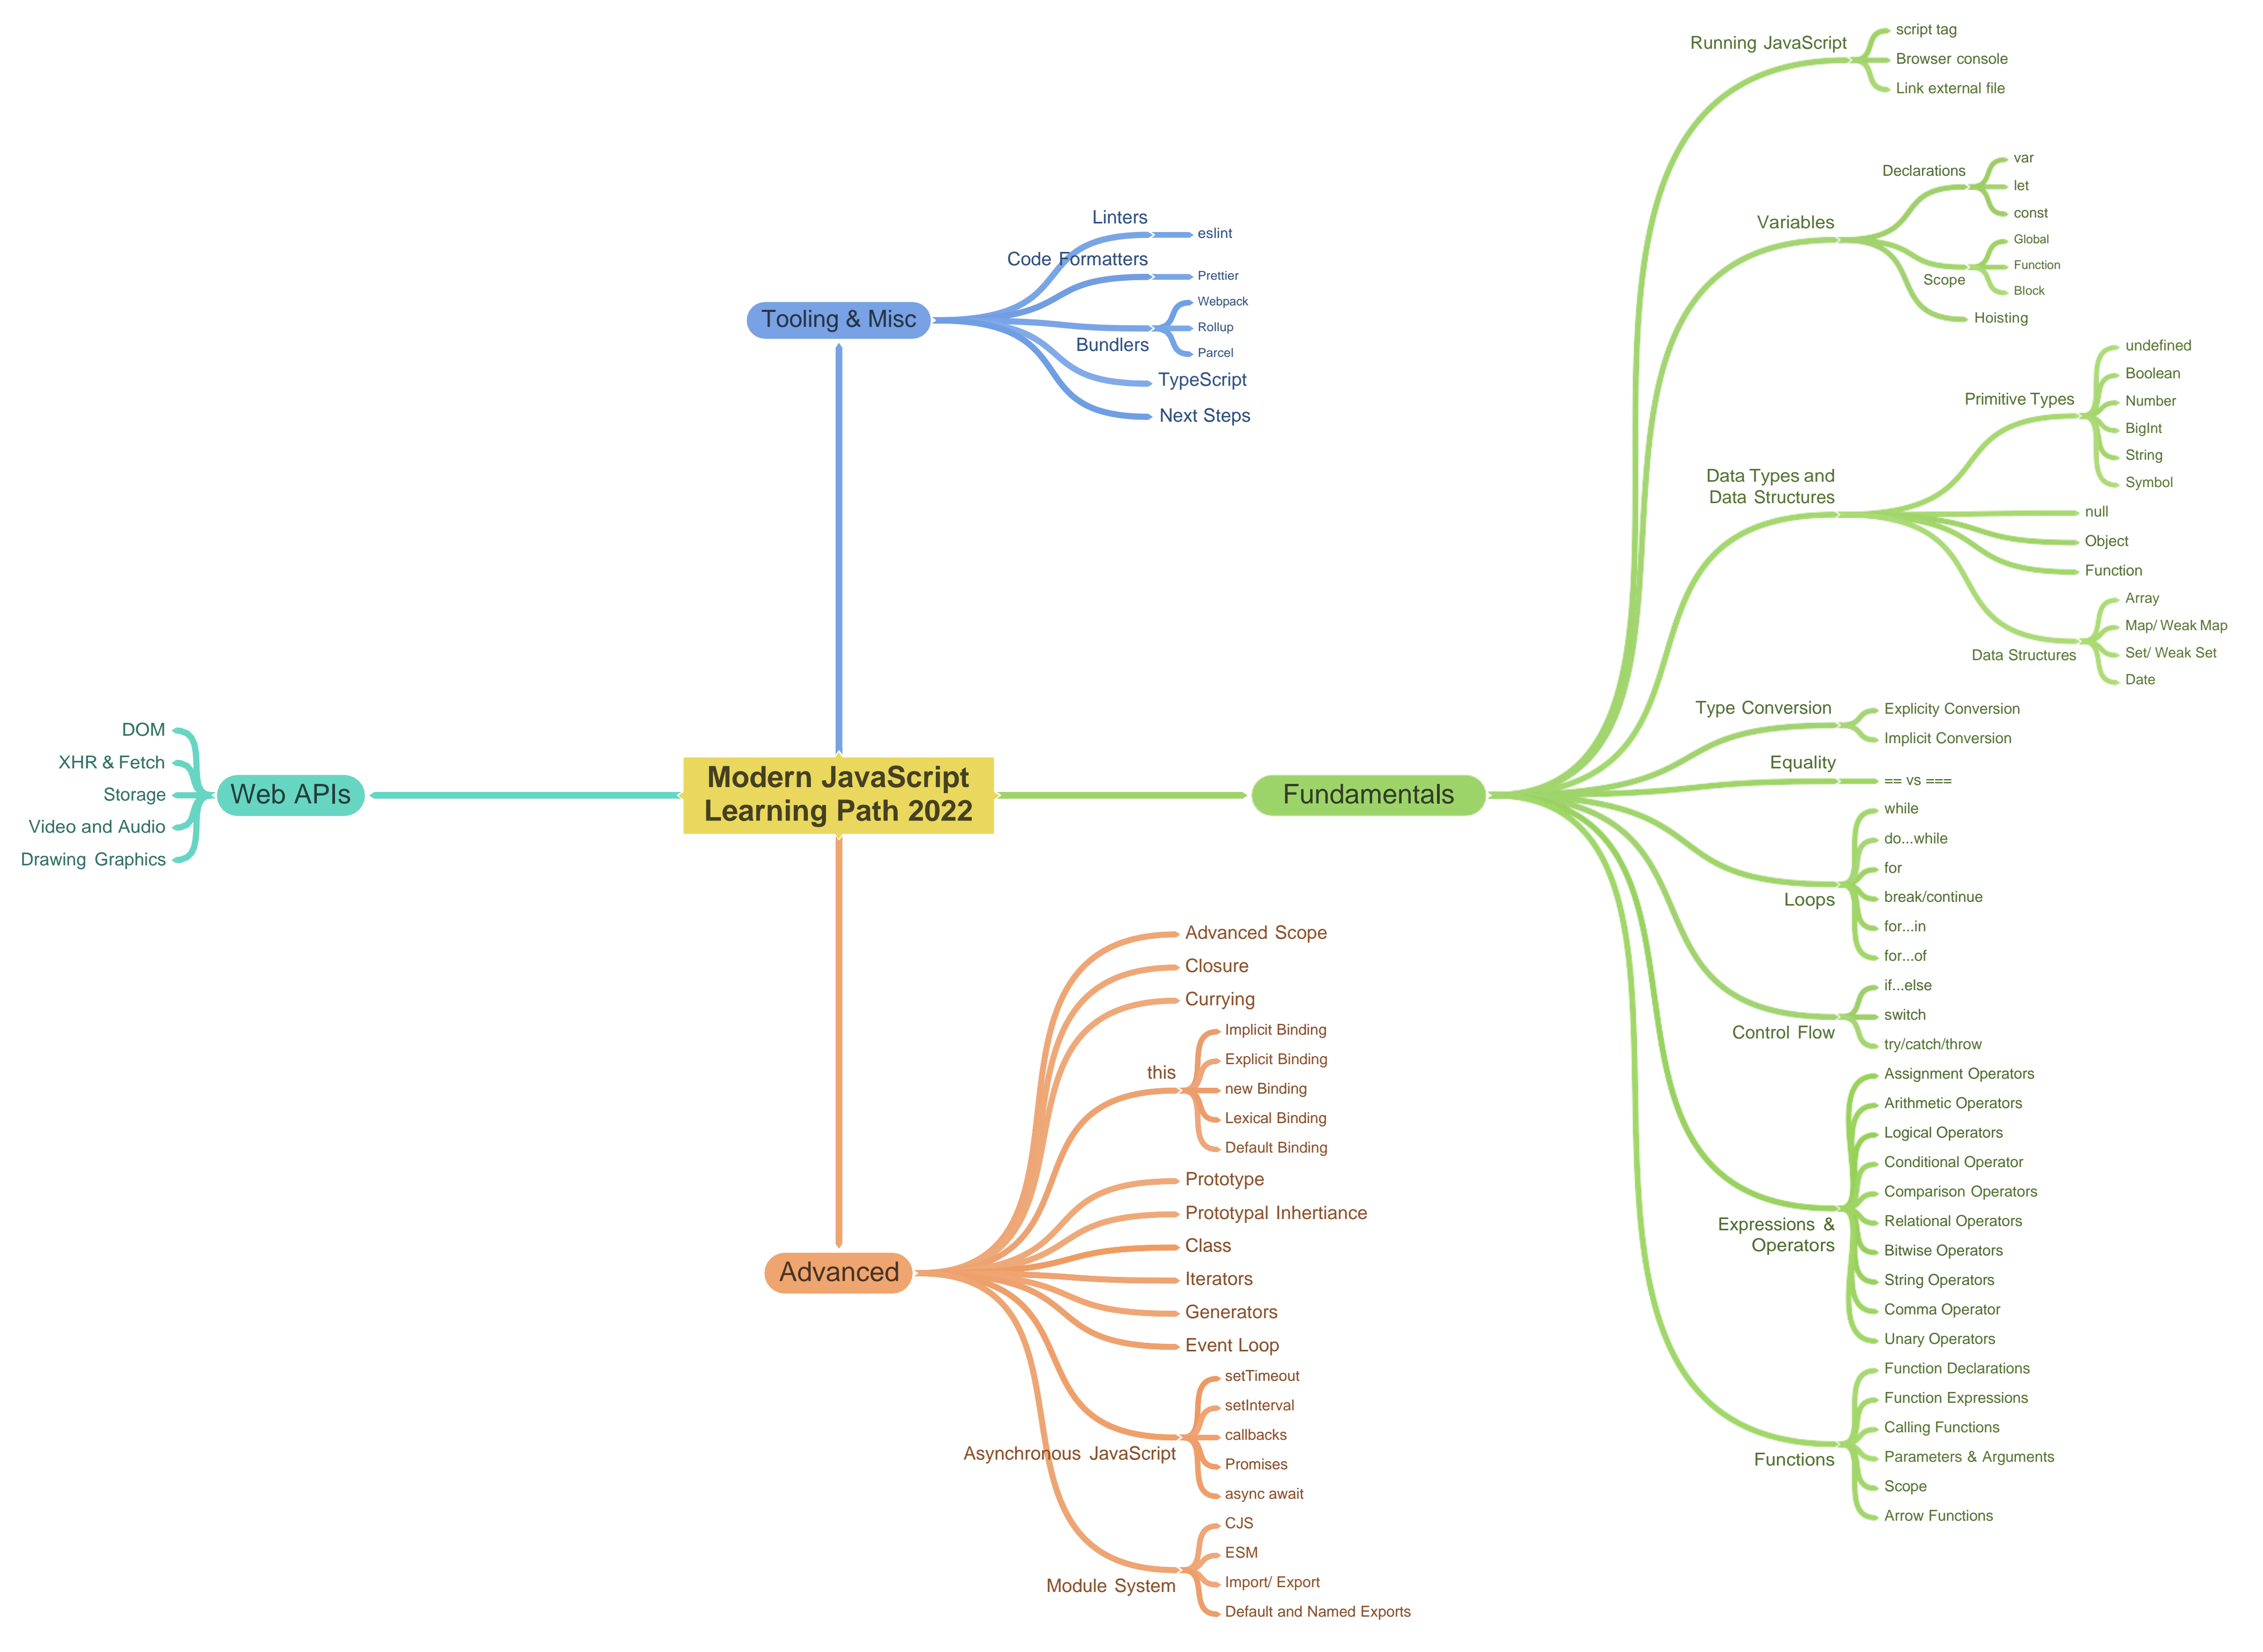 Modern JavaScript
Learning Path 2022
Tooling & Misc
Linters
eslint
Code Formatters
Prettier
Bundlers
Webpack
Rollup
Parcel
TypeScript
Next Steps
Web APIs
DOM
XHR & Fetch
Storage
Video and Audio
Drawing Graphics
Fundamentals
Running JavaScript
script tag
Browser console
Link external file
Variables
Declarations
var
let
const
Scope
Global
Function
Block
Hoisting
Data Types and
Data Structures
Primitive Types
undefined
Boolean
Number
BigInt
String
Symbol
null
Object
Function
Data Structures
Array
Map/ Weak Map
Set/ Weak Set
Date
Type Conversion
Explicity Conversion
Implicit Conversion
Equality
== vs ===
Loops
while
do...while
for
break/continue
for...in
for...of
Control Flow
if...else
switch
try/catch/throw
Expressions &
Operators
Assignment Operators
Arithmetic Operators
Logical Operators
Conditional Operator
Comparison Operators
Relational Operators
Bitwise Operators
String Operators
Comma Operator
Unary Operators
Functions
Function Declarations
Function Expressions
Calling Functions
Parameters & Arguments
Scope
Arrow Functions
Advanced
Advanced Scope
Closure
Currying
this
Implicit Binding
Explicit Binding
new Binding
Lexical Binding
Default Binding
Prototype
Prototypal Inhertiance
Class
Iterators
Generators
Event Loop
Asynchronous JavaScript
setTimeout
setInterval
callbacks
Promises
async await
Module System
CJS
ESM
Import/ Export
Default and Named Exports